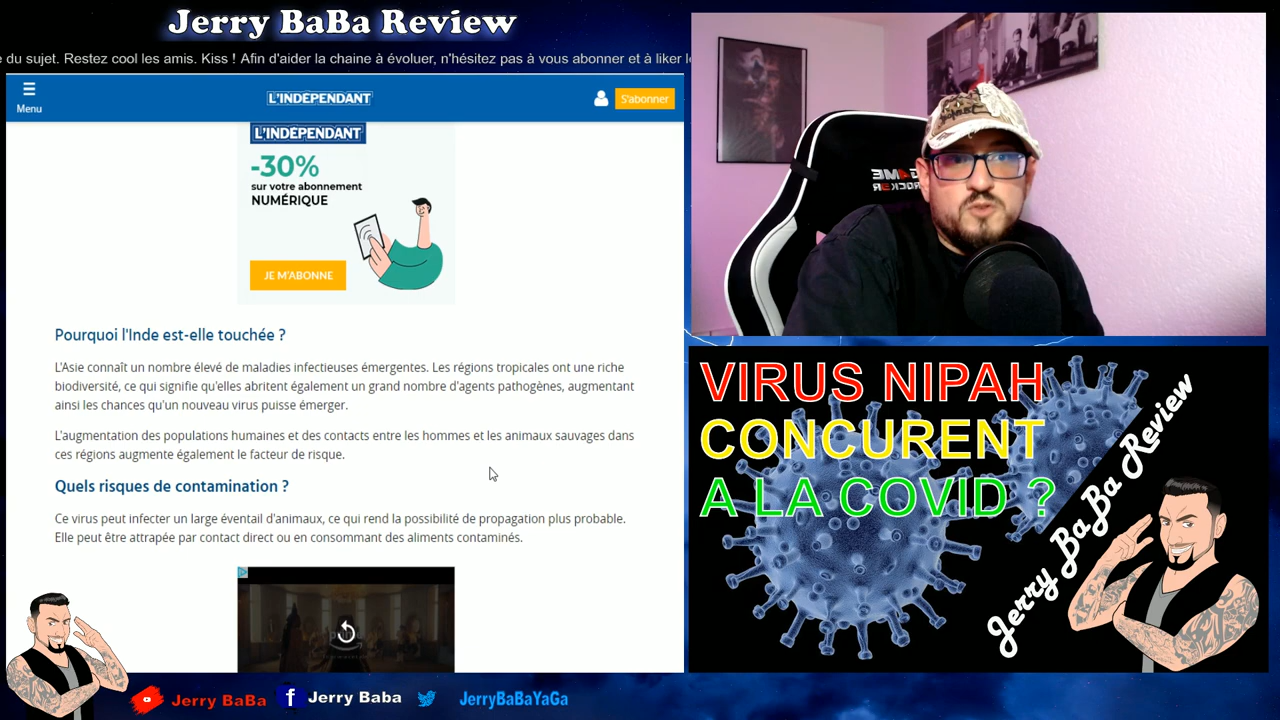 Jerry BaBa Review
e du sujet. Restez cool les amis. Kiss ! Afin d'aider la chaine à évoluer, n'hésitez pas à vous abonner et à liker l
Menu
L'INDÉPENDANT
S'abonner
L'INDÉPENDANT
-30%
sur votre abonnement
NUMÉRIQUE
JE M'ABONNE
Pourquoi l'Inde est-elle touchée ?
L'Asie connaît un nombre élevé de maladies infectieuses émergentes. Les régions tropicales ont une riche
biodiversité, ce qui signifie qu'elles abritent également un grand nombre d'agents pathogènes, augmentant
ainsi les chances qu'un nouveau virus puisse émerger.
L'augmentation des populations humaines et des contacts entre les hommes et les animaux sauvages dans
ces régions augmente également le facteur de risque.
Quels risques de contamination ?
Ce virus peut infecter un large éventail d'animaux, ce qui rend la possibilité de propagation plus probable.
Elle peut être attrapée par contact direct ou en consommant des aliments contaminés.
GAME
ROCKER
VIRUS NIPAH
CONCURENT
A LA COVID ?
Jerry BaBa Review
Jerry BaBa
Jerry Baba
JerryBaBaYaGa